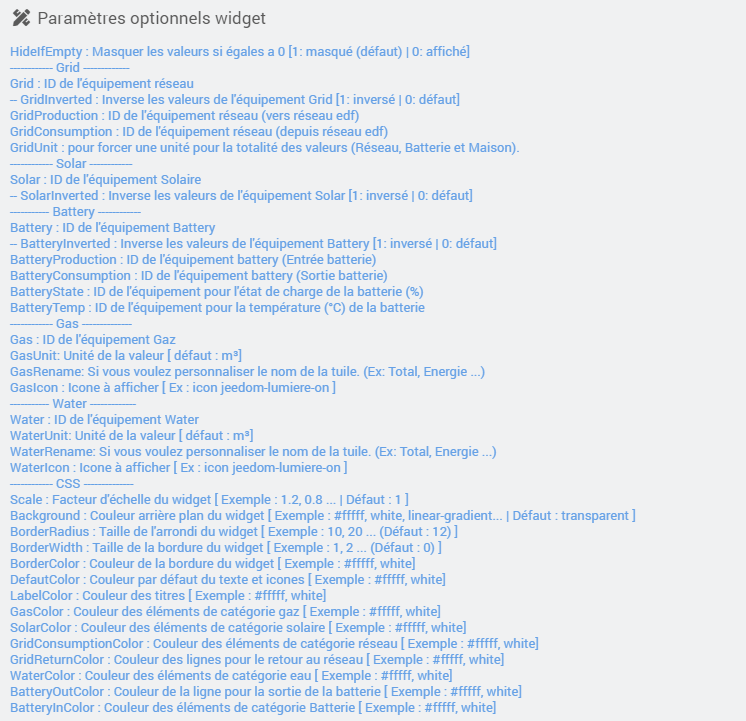 Paramètres optionnels widget
HideIfEmpty : Masquer les valeurs si égales a 0 [1: masqué (défaut) | 0: affiché]
------------ Grid -------------
Grid : ID de l'équipement réseau
-- GridInverted : Inverse les valeurs de l'équipement Grid [1: inversé | 0: défaut]
GridProduction : ID de l'équipement réseau (vers réseau edf)
GridConsumption : ID de l'équipement réseau (depuis réseau edf)
GridUnit : pour forcer une unité pour la totalité des valeurs (Réseau, Batterie et Maison).
------------ Solar ------------
Solar : ID de l'équipement Solaire
-- SolarInverted : Inverse les valeurs de l'équipement Solar [1: inversé | 0: défaut]
----------- Battery ------------
Battery : ID de l'équipement Battery
-- BatteryInverted : Inverse les valeurs de l'équipement Battery [1: inversé | 0: défaut]
BatteryProduction : ID de l'équipement battery (Entrée batterie)
BatteryConsumption : ID de l'équipement battery (Sortie batterie)
BatteryState : ID de l'équipement pour l'état de charge de la batterie (%)
BatteryTemp : ID de l'équipement pour la température (°C) de la batterie
------------ Gas --------------
Gas : ID de l'équipement Gaz
GasUnit: Unité de la valeur [ défaut : m³]
GasRename: Si vous voulez personnaliser le nom de la tuile. (Ex: Total, Energie ...)
GasIcon : Icone à afficher [ Ex : icon jeedom-lumiere-on ]
----------- Water -------------
Water : ID de l'équipement Water
WaterUnit: Unité de la valeur [ défaut : m³]
WaterRename: Si vous voulez personnaliser le nom de la tuile. (Ex: Total, Energie ...)
WaterIcon : Icone à afficher [ Ex : icon jeedom-lumiere-on ]
------------ CSS --------------
Scale : Facteur d'échelle du widget [ Exemple : 1.2, 0.8 ... | Défaut : 1 ]
Background : Couleur arrière plan du widget [ Exemple : #fffff, white, linear-gradient... | Défaut : transparent ]
BorderRadius : Taille de l'arrondi du widget [ Exemple : 10, 20 ... (Défaut : 12) ]
BorderWidth : Taille de la bordure du widget [ Exemple : 1, 2 ... (Défaut : 0) ]
BorderColor : Couleur de la bordure du widget [ Exemple : #fffff, white]
DefautColor : Couleur par défaut du texte et icones [ Exemple : #fffff, white]
LabelColor : Couleur des titres [ Exemple : #fffff, white]
GasColor : Couleur des éléments de catégorie gaz [ Exemple : #fffff, white]
SolarColor : Couleur des éléments de catégorie solaire [ Exemple : #fffff, white]
GridConsumptionColor : Couleur des éléments de catégorie réseau [ Exemple : #fffff, white]
GridReturnColor : Couleur des lignes pour le retour au réseau [ Exemple : #fffff, white]
WaterColor : Couleur des éléments de catégorie eau [ Exemple : #fffff, white]
BatteryOutColor : Couleur de la ligne pour la sortie de la batterie [ Exemple : #fffff, white]
BatteryInColor : Couleur des éléments de catégorie Batterie [ Exemple : #fffff, white]